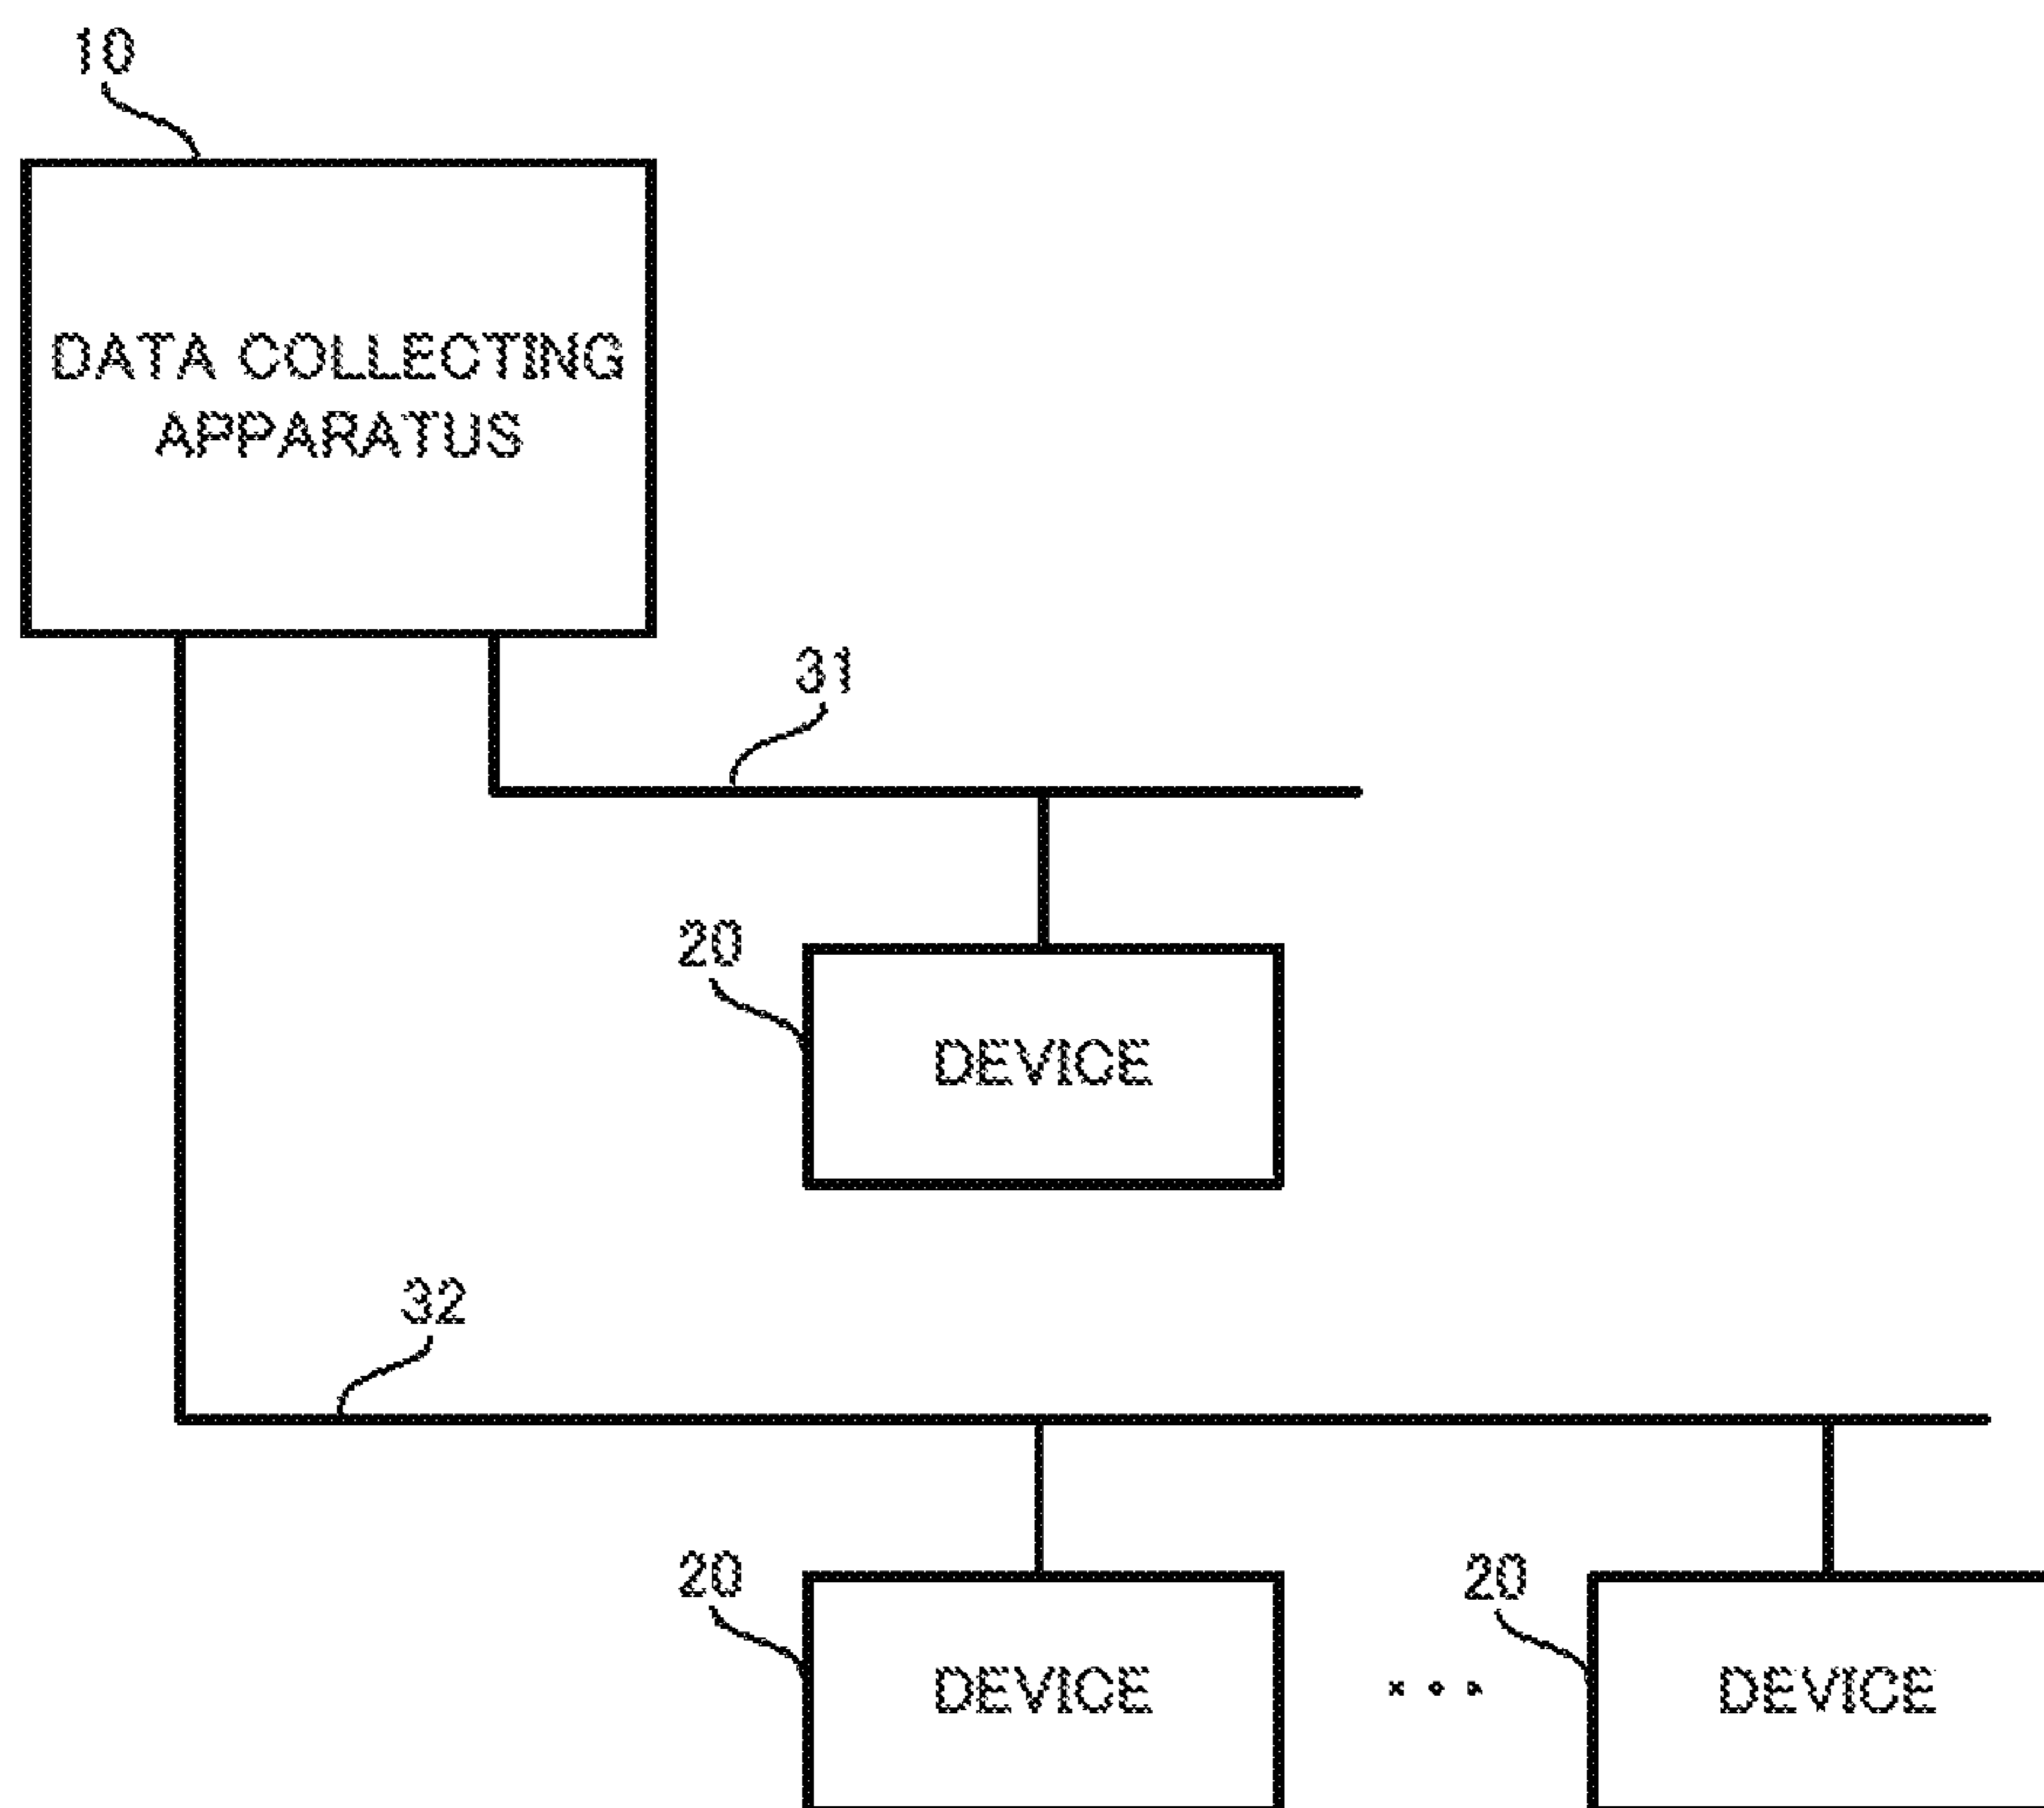 10
DATA COLLECTING
APPARATUS
31
20
DEVICE
32
20
20
DEVICE
...
DEVICE